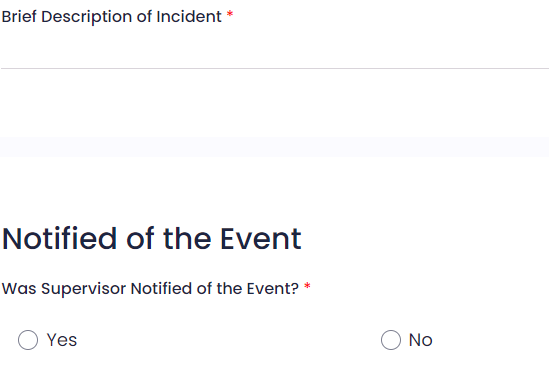 Brief Description of Incident *
Notified of the Event
Was Supervisor Notified of the Event? *
Yes
No